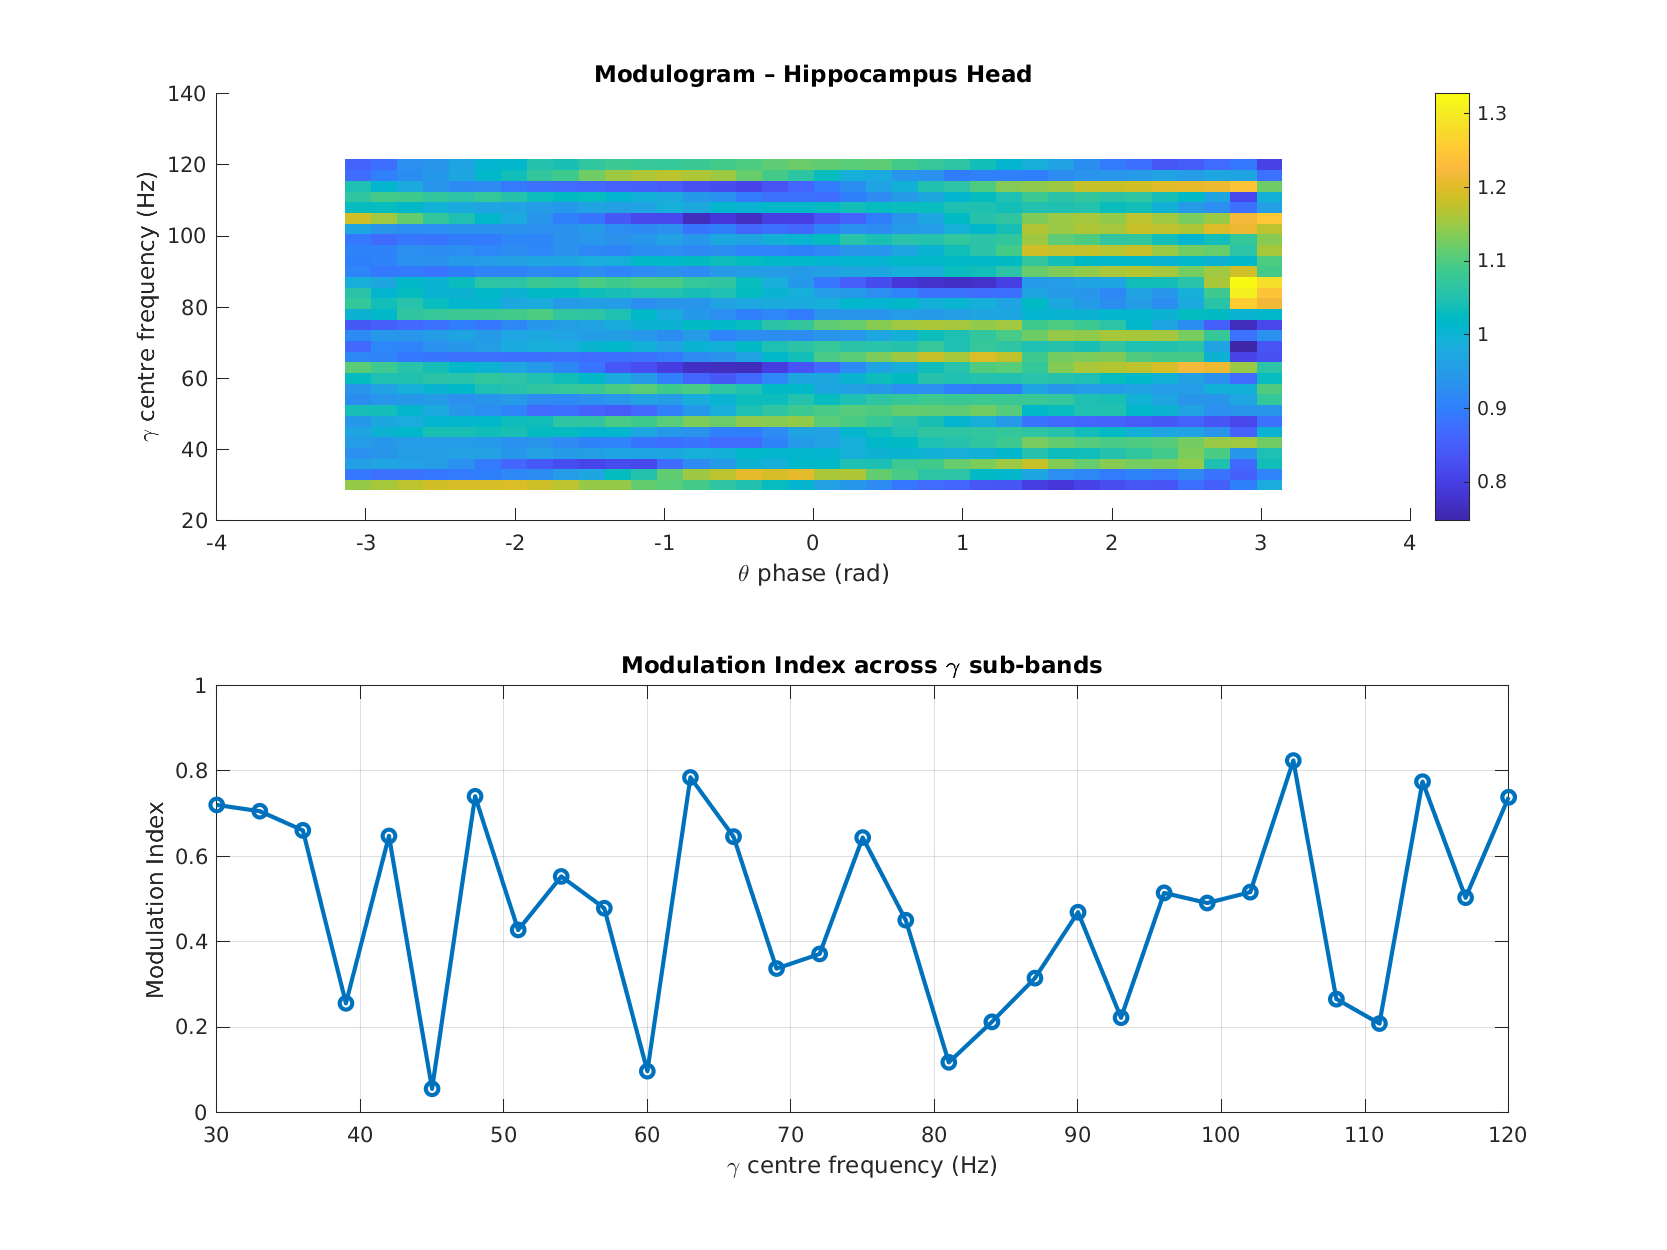 Modulogram – Hippocampus Head
γ centre frequency (Hz)
140
120
100
80
60
40
20
-4 -3 -2 -1 0 1 2 3 4
θ phase (rad)
1.3
1.2
1.1
1
0.9
0.8
Modulation Index across γ sub-bands
Modulation Index
1
0.8
0.6
0.4
0.2
0
30 40 50 60 70 80 90 100 110 120
γ centre frequency (Hz)